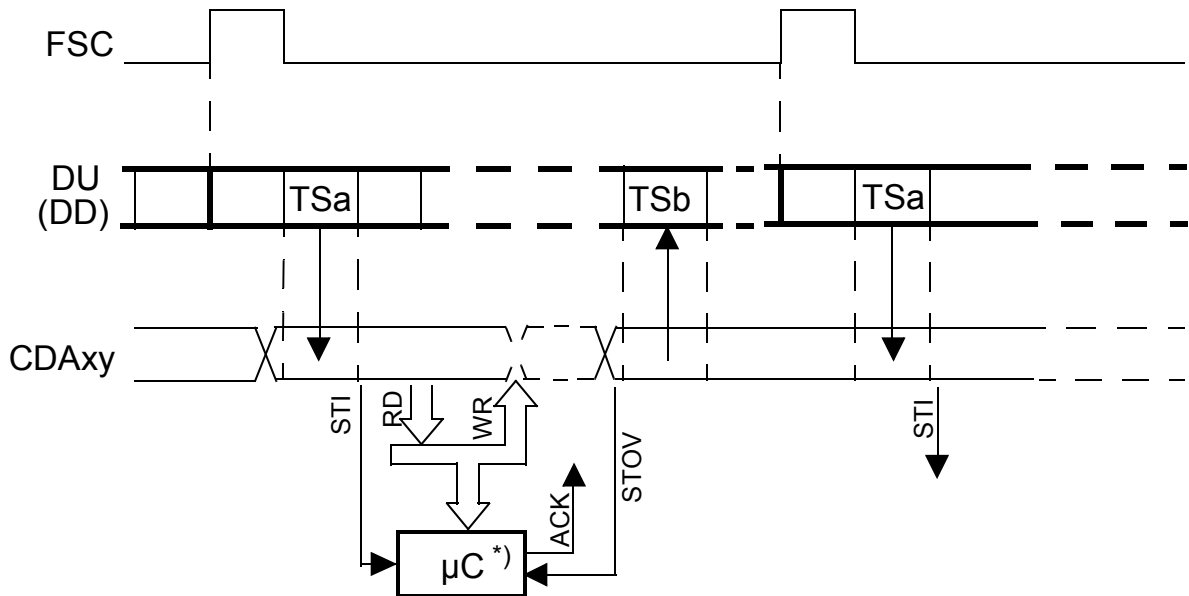 FSC
DU
(DD)
TSa
TSb
TSa
CDAxy
STI
RD
WR
ACK
STOV
STI
µC *)